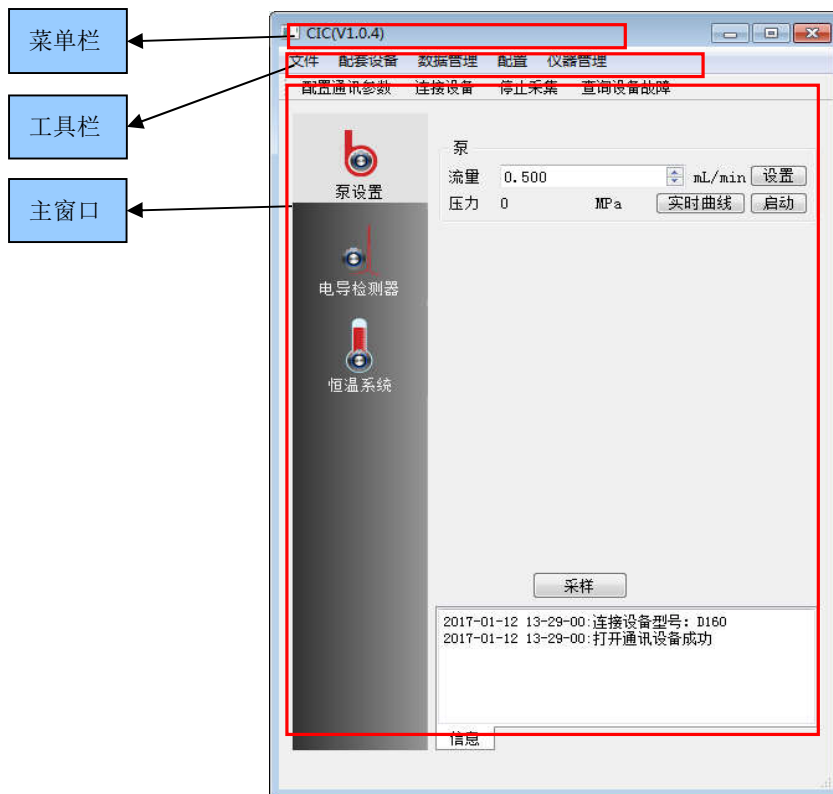 菜单栏
工具栏
主窗口
CIC(V1.0.4)
文件 配套设备 数据管理 配置 仪器管理
配置通讯参数 连接设备 停止采集 查询设备故障
泵设置
电导检测器
恒温系统
泵
流量 0.500 mL/min 设置
压力 0 MPa 实时曲线 启动
采样
2017-01-12 13-29-00:连接设备型号: D160
2017-01-12 13-29-00:打开通讯设备成功
信息